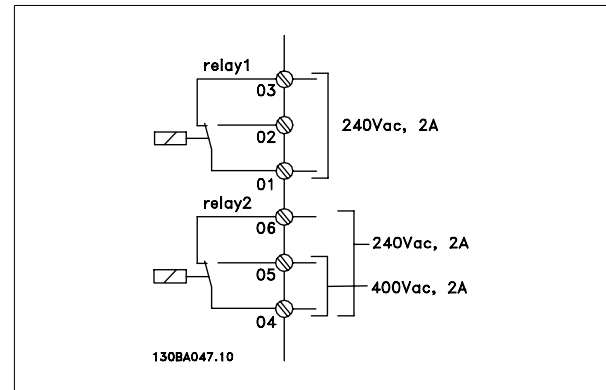 relay1
03
240Vac, 2A
02
01
relay2
06
240Vac, 2A
05
400Vac, 2A
04
130BA047.10